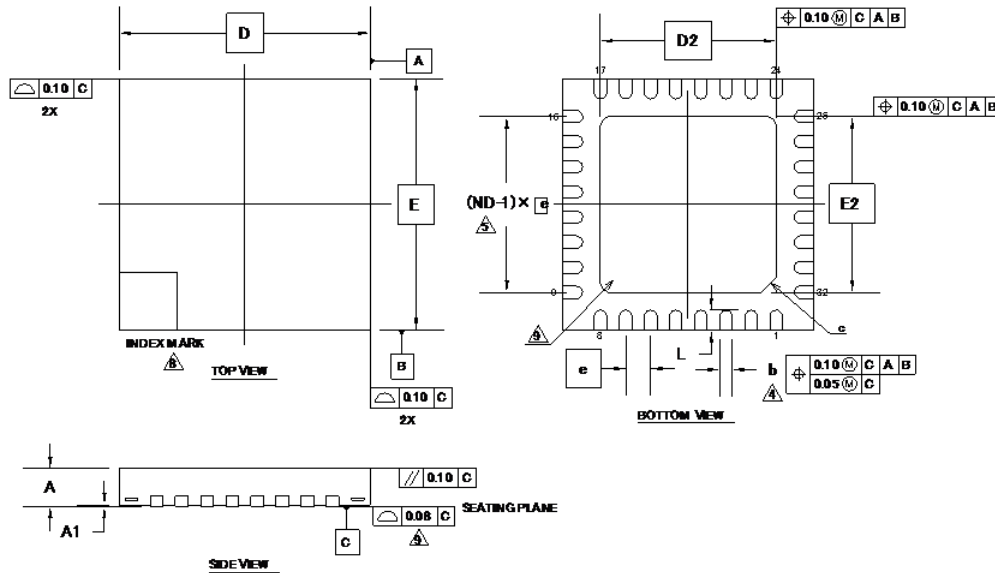 D
A
⌓ 0.10 C
2X
E
INDEX MARK
8
TOP VIEW
B
⌓ 0.10 C
2X
⌖ 0.10 Ⓜ C A B
D2
17
24
⌖ 0.10 Ⓜ C A B
16
25
(ND-1)× e
5
E2
9
32
9
8
1
c
L
e
b
4
⌖ 0.10 Ⓜ C A B
0.05 Ⓜ C
BOTTOM VIEW
A
// 0.10 C
A1
SEATING PLANE
⌓ 0.08 C
9
C
SIDE VIEW